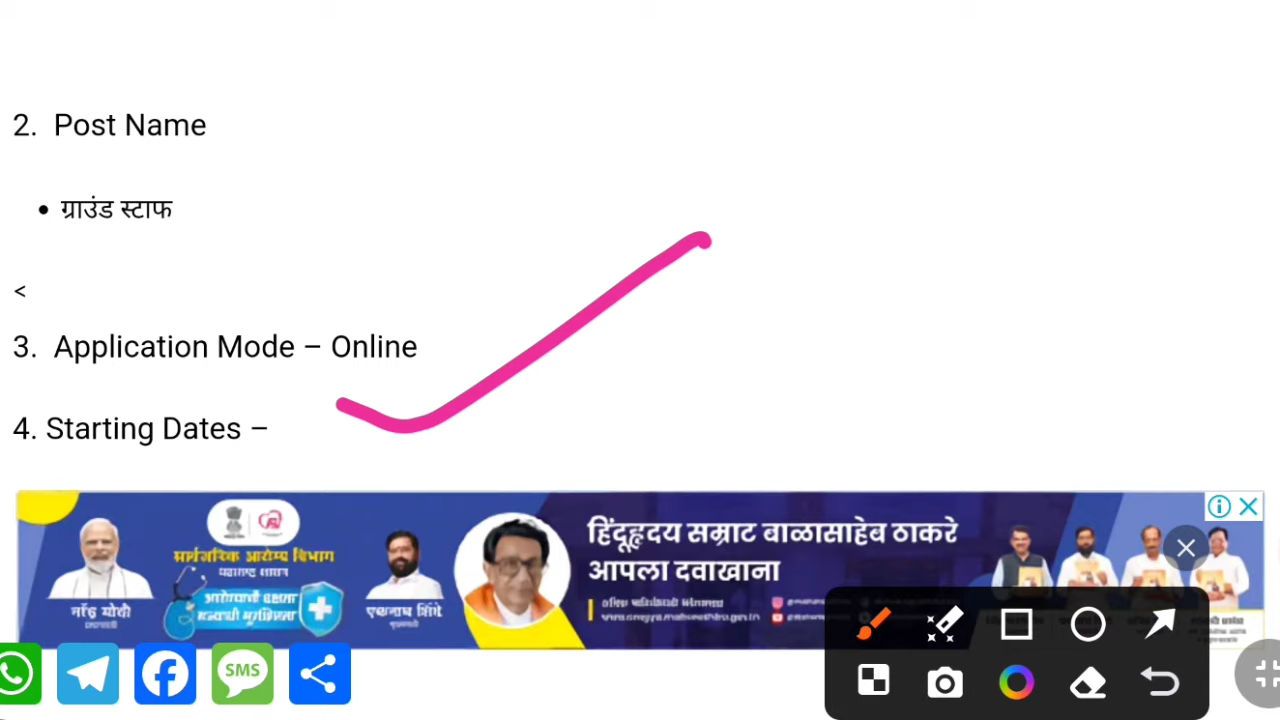 2. Post Name
• ग्राउंड स्टाफ
<
3. Application Mode – Online
4. Starting Dates –
सार्वजनिक आरोग्य विभाग
हिंदुहृदय सम्राट बाळासाहेब ठाकरे
आपला दवाखाना
नरेंद्र मोदी
एकनाथ शिंदे
SMS